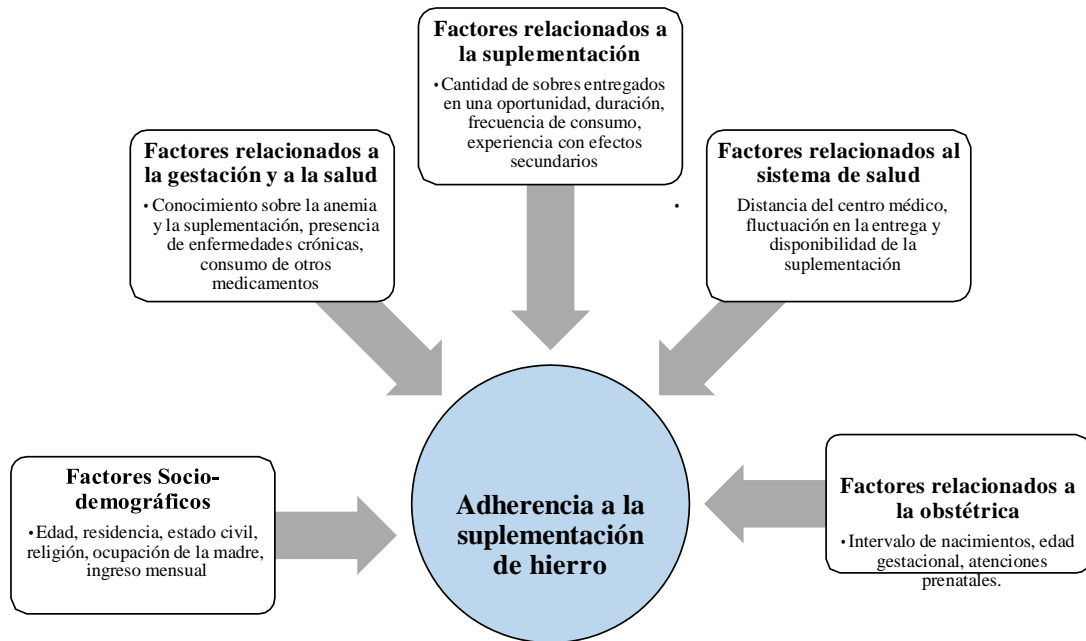 Factores relacionados a
la suplementación
• Cantidad de sobres entregados
en una oportunidad, duración,
frecuencia de consumo,
experiencia con efectos
secundarios
Factores relacionados a
la gestación y a la salud
• Conocimiento sobre la anemia
y la suplementación, presencia
de enfermedades crónicas,
consumo de otros
medicamentos
Factores relacionados al
sistema de salud
• Distancia del centro médico,
fluctuación en la entrega y
disponibilidad de la
suplementación
Factores Socio-
demográficos
• Edad, residencia, estado civil,
religión, ocupación de la madre,
ingreso mensual
Adherencia a la
suplementación
de hierro
Factores relacionados a
la obstétrica
• Intervalo de nacimientos, edad
gestacional, atenciones
prenatales.